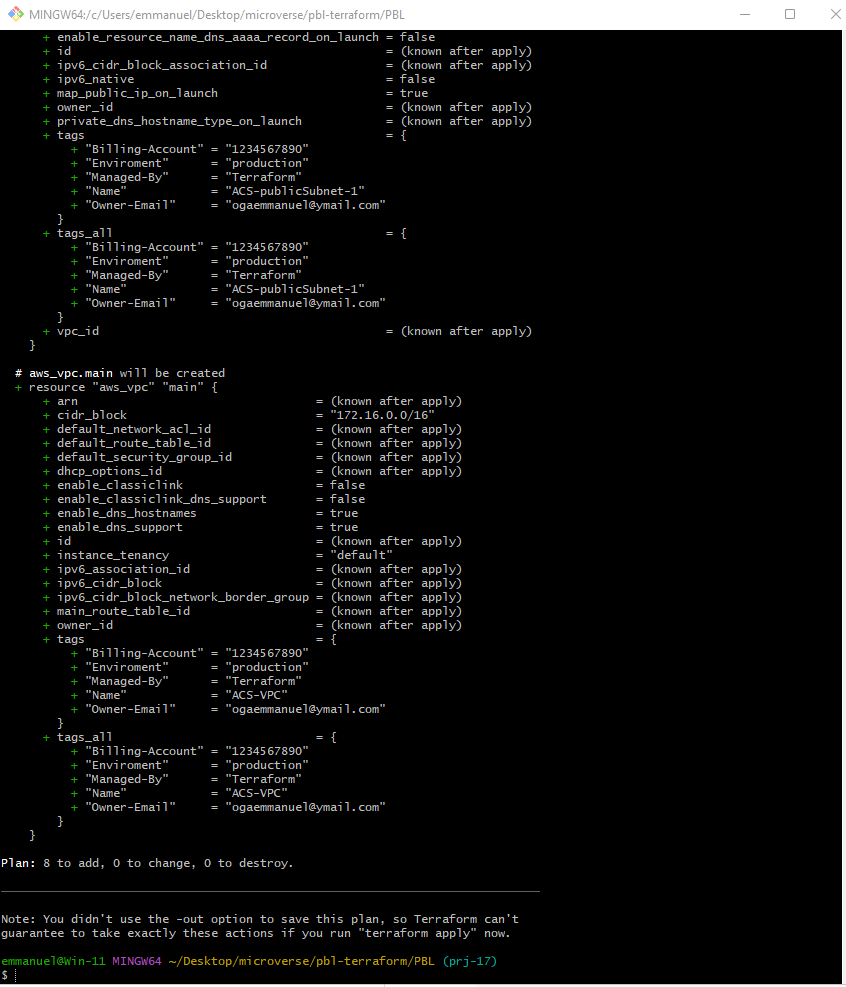 MINGW64:/c/Users/emmanuel/Desktop/microverse/pbl-terraform/PBL
+ enable_resource_name_dns_aaaa_record_on_launch = false
+ id = (known after apply)
+ ipv6_cidr_block_association_id = (known after apply)
+ ipv6_native = false
+ map_public_ip_on_launch = true
+ owner_id = (known after apply)
+ private_dns_hostname_type_on_launch = (known after apply)
+ tags = {
+ "Billing-Account" = "1234567890"
+ "Enviroment" = "production"
+ "Managed-By" = "Terraform"
+ "Name" = "ACS-publicSubnet-1"
+ "Owner-Email" = "ogaemmanuel@ymail.com"
}
+ tags_all = {
+ "Billing-Account" = "1234567890"
+ "Enviroment" = "production"
+ "Managed-By" = "Terraform"
+ "Name" = "ACS-publicSubnet-1"
+ "Owner-Email" = "ogaemmanuel@ymail.com"
}
+ vpc_id = (known after apply)
}
# aws_vpc.main will be created
+ resource "aws_vpc" "main" {
+ arn = (known after apply)
+ cidr_block = "172.16.0.0/16"
+ default_network_acl_id = (known after apply)
+ default_route_table_id = (known after apply)
+ default_security_group_id = (known after apply)
+ dhcp_options_id = (known after apply)
+ enable_classiclink = false
+ enable_classiclink_dns_support = false
+ enable_dns_hostnames = true
+ enable_dns_support = true
+ id = (known after apply)
+ instance_tenancy = "default"
+ ipv6_association_id = (known after apply)
+ ipv6_cidr_block = (known after apply)
+ ipv6_cidr_block_network_border_group = (known after apply)
+ main_route_table_id = (known after apply)
+ owner_id = (known after apply)
+ tags = {
+ "Billing-Account" = "1234567890"
+ "Enviroment" = "production"
+ "Managed-By" = "Terraform"
+ "Name" = "ACS-VPC"
+ "Owner-Email" = "ogaemmanuel@ymail.com"
}
+ tags_all = {
+ "Billing-Account" = "1234567890"
+ "Enviroment" = "production"
+ "Managed-By" = "Terraform"
+ "Name" = "ACS-VPC"
+ "Owner-Email" = "ogaemmanuel@ymail.com"
}
}
Plan: 8 to add, 0 to change, 0 to destroy.
Note: You didn't use the -out option to save this plan, so Terraform can't
guarantee to take exactly these actions if you run "terraform apply" now.
emmanuel@Win-11 MINGW64 ~/Desktop/microverse/pbl-terraform/PBL (prj-17)
$